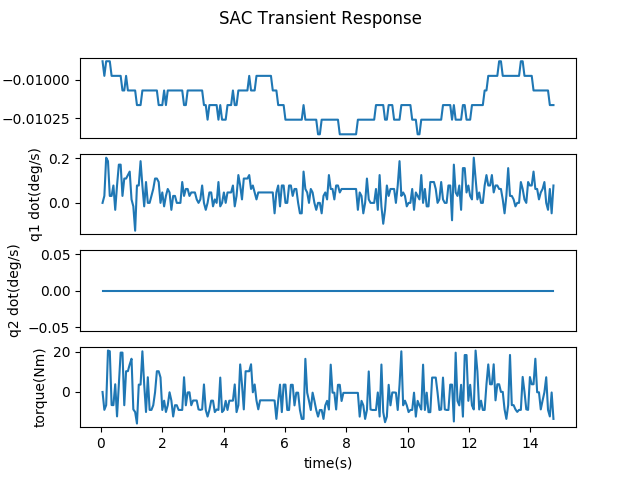 SAC Transient Response
−0.01000
−0.01025
0.2
0.0
q1 dot(deg/s)
0.05
0.00
−0.05
q2 dot(deg/s)
20
0
torque(Nm)
0 2 4 6 8 10 12 14
time(s)